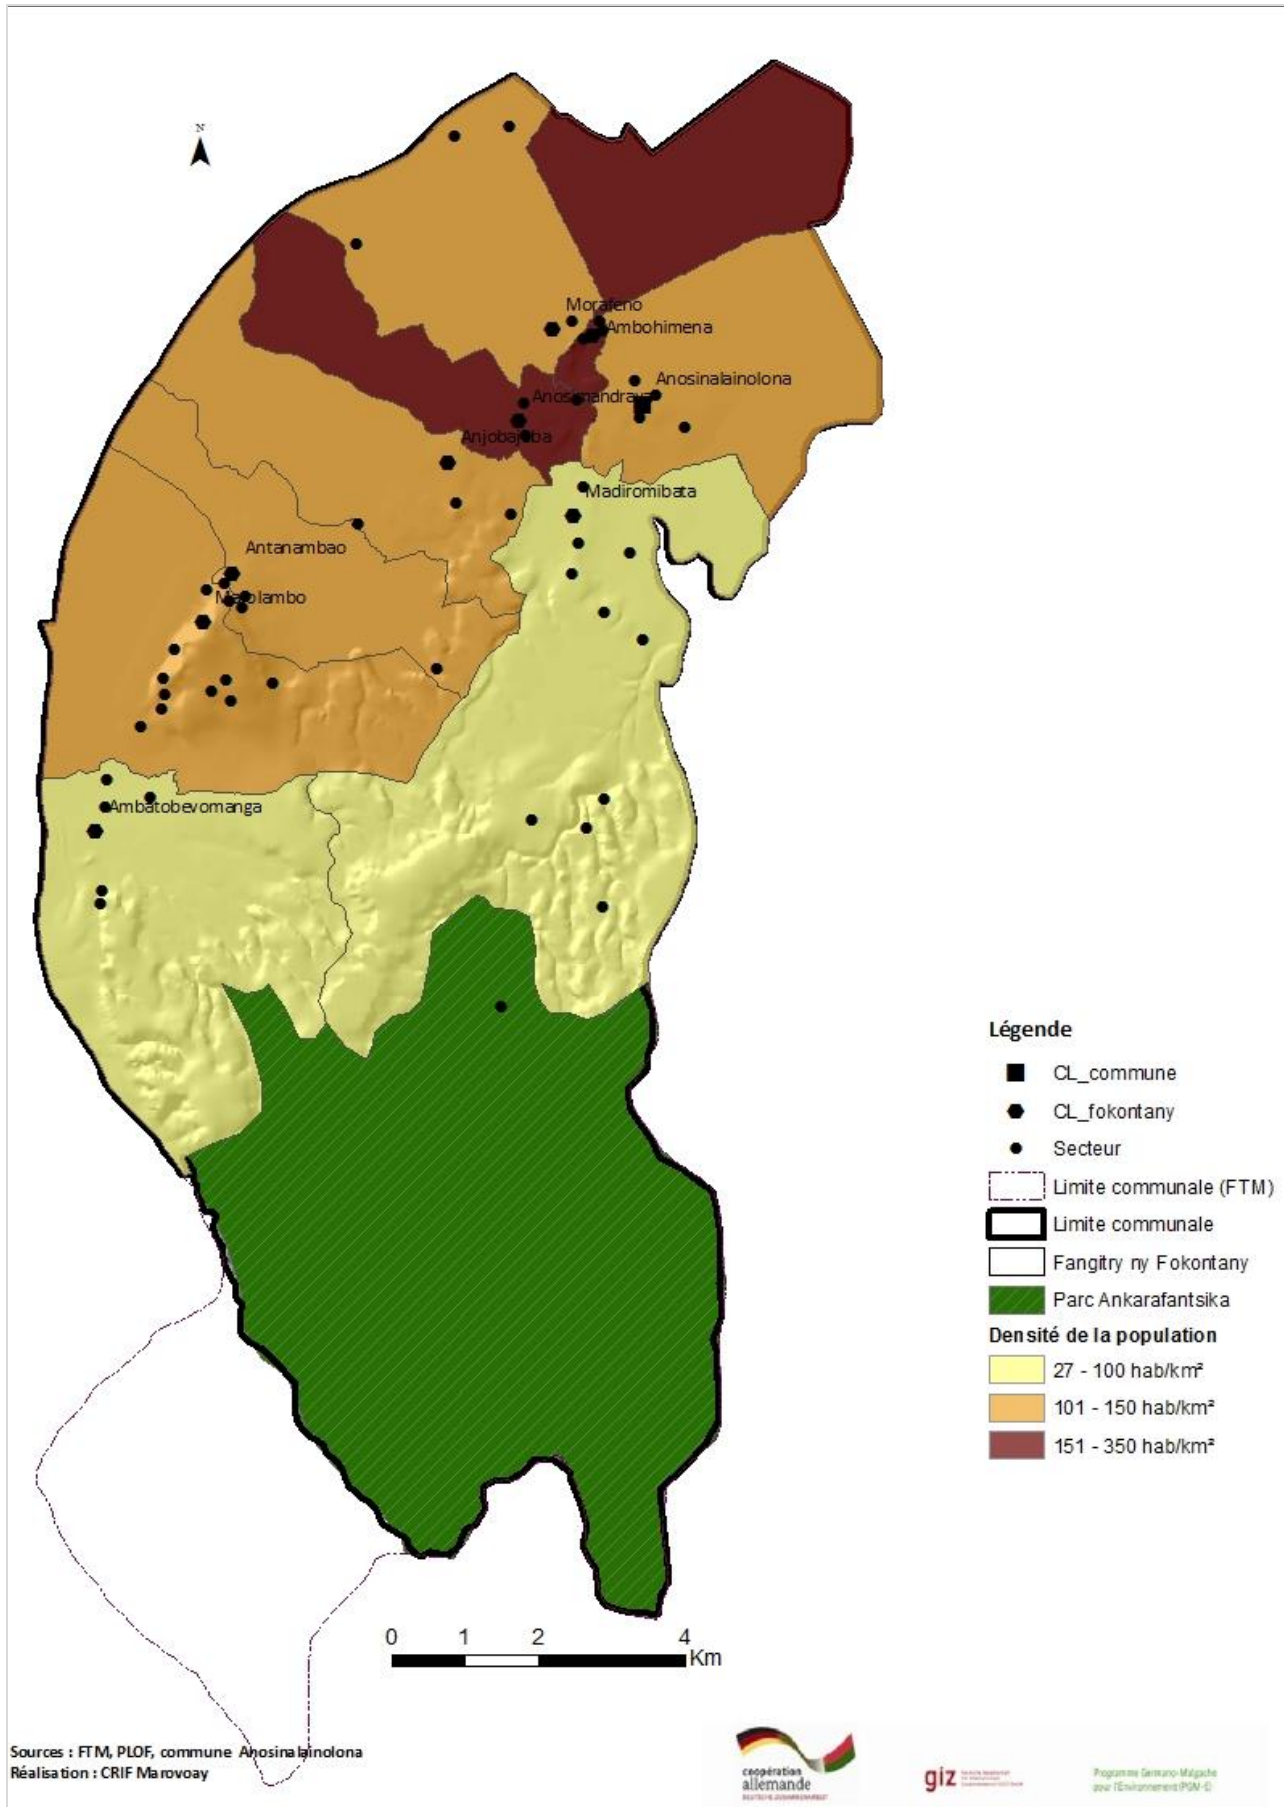 N
Morafeno
Ambohimena
Anosinalainolona
Anosimandrava
Anjobajoba
Madiromibata
Antanambao
Marolambo
Ambatobevomanga
Légende
CL_commune
CL_fokontany
Secteur
Limite communale (FTM)
Limite communale
Fangitry ny Fokontany
Parc Ankarafantsika
Densité de la population
27 - 100 hab/km²
101 - 150 hab/km²
151 - 350 hab/km²
0 1 2 4
Km
Sources : FTM, PLOF, commune Anosinalainolona
Réalisation : CRIF Marovoay
coopération
allemande
DEUTSCHE ZUSAMMENARBEIT
giz
Programme Germano-Malgache
pour l'Environnement (PGM-E)